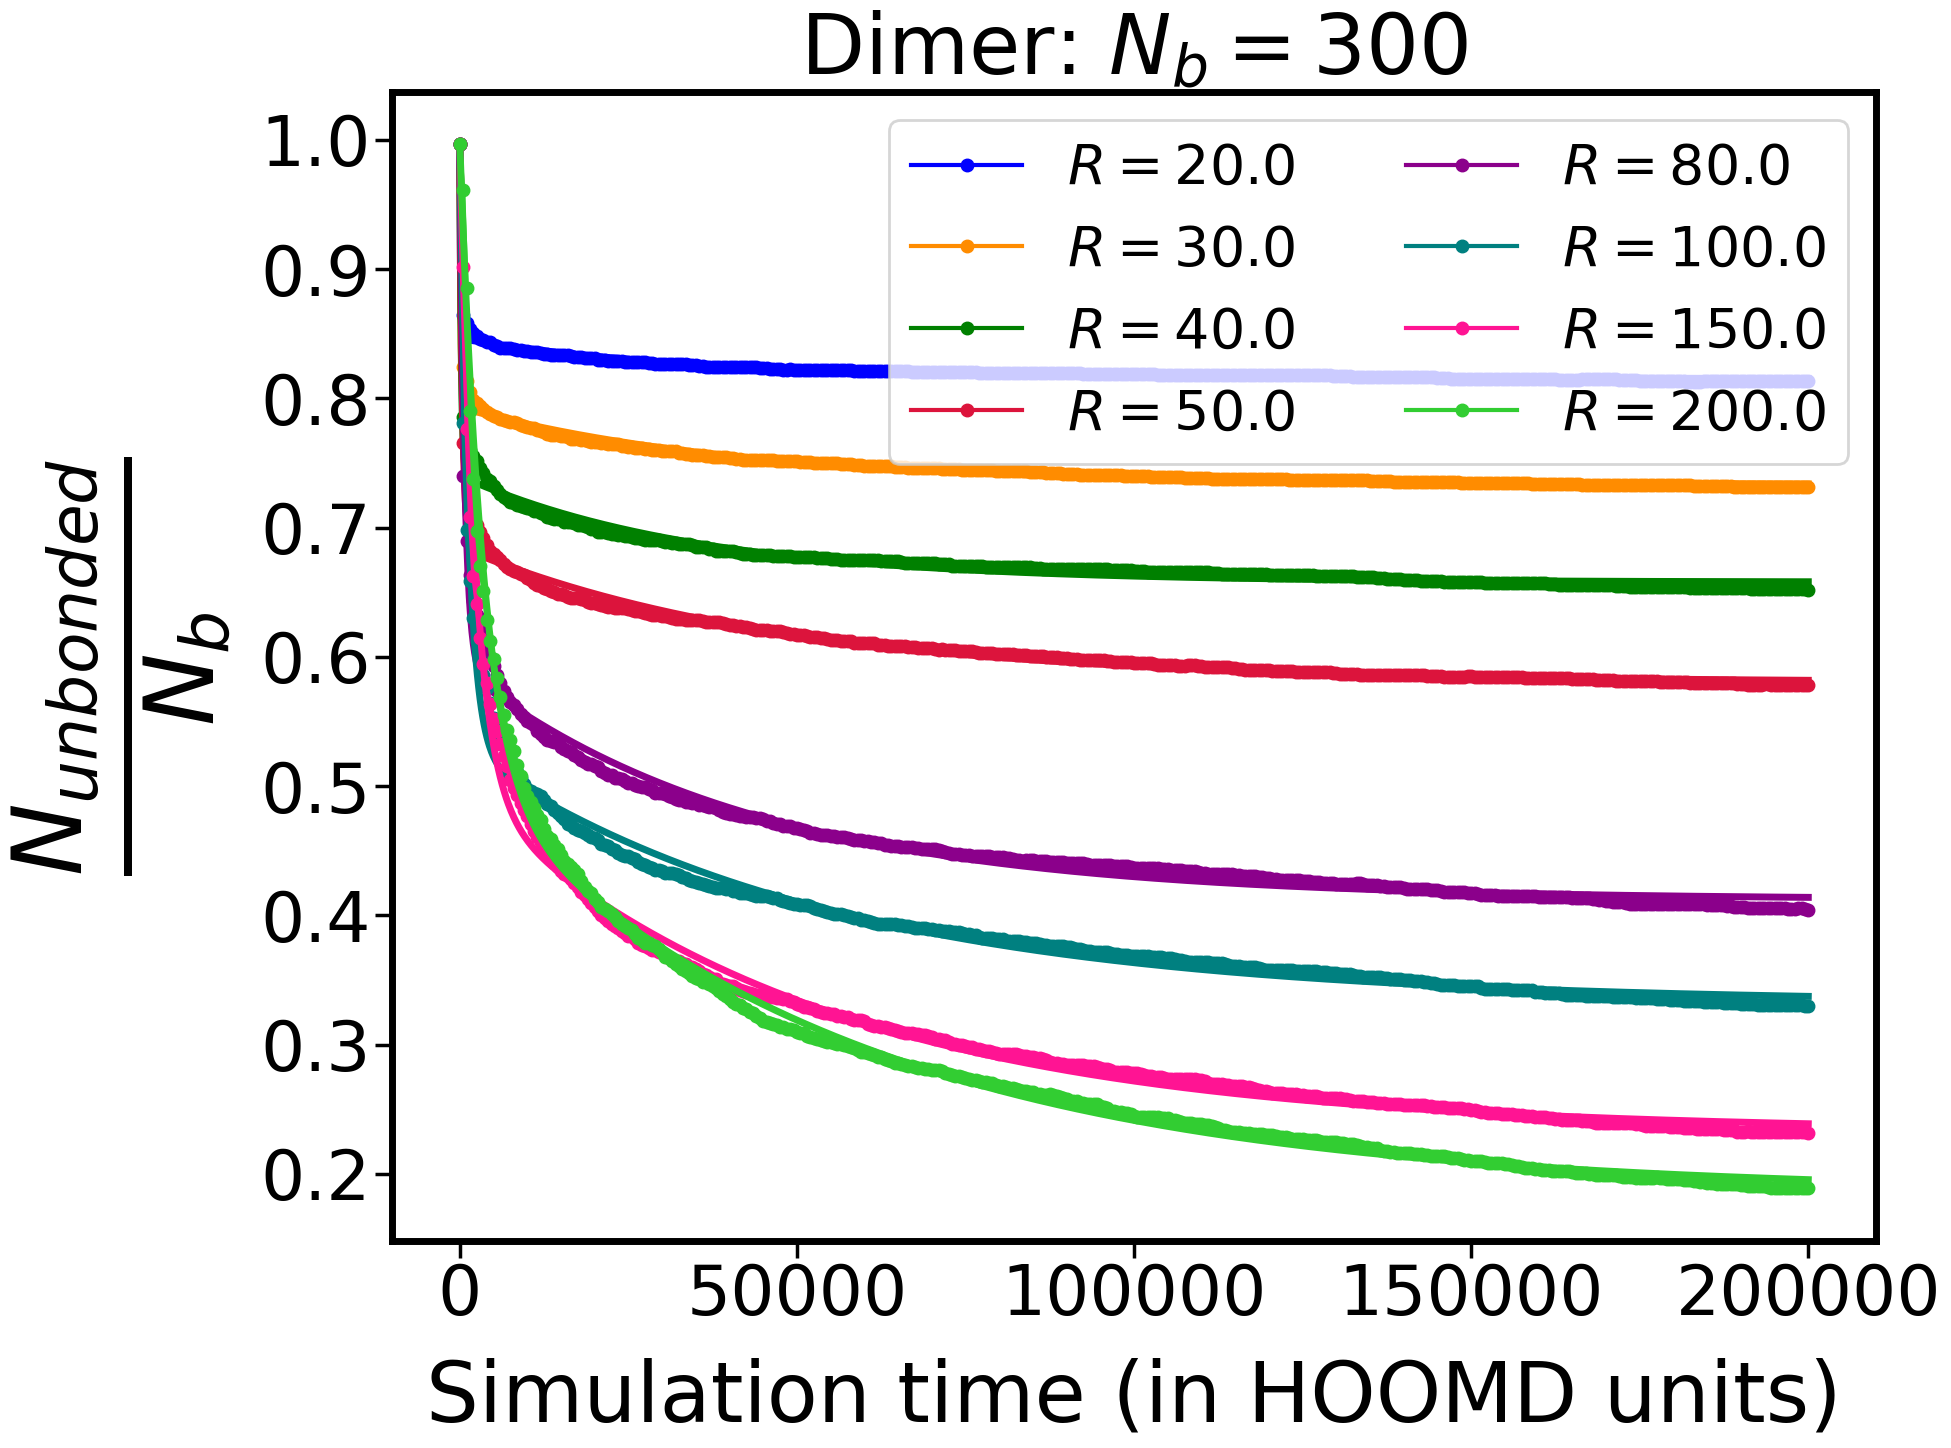 Dimer: N_b = 300
N_unbonded
N_b
1.0
0.9
0.8
0.7
0.6
0.5
0.4
0.3
0.2
R = 20.0
R = 30.0
R = 40.0
R = 50.0
R = 80.0
R = 100.0
R = 150.0
R = 200.0
0 50000 100000 150000 200000
Simulation time (in HOOMD units)